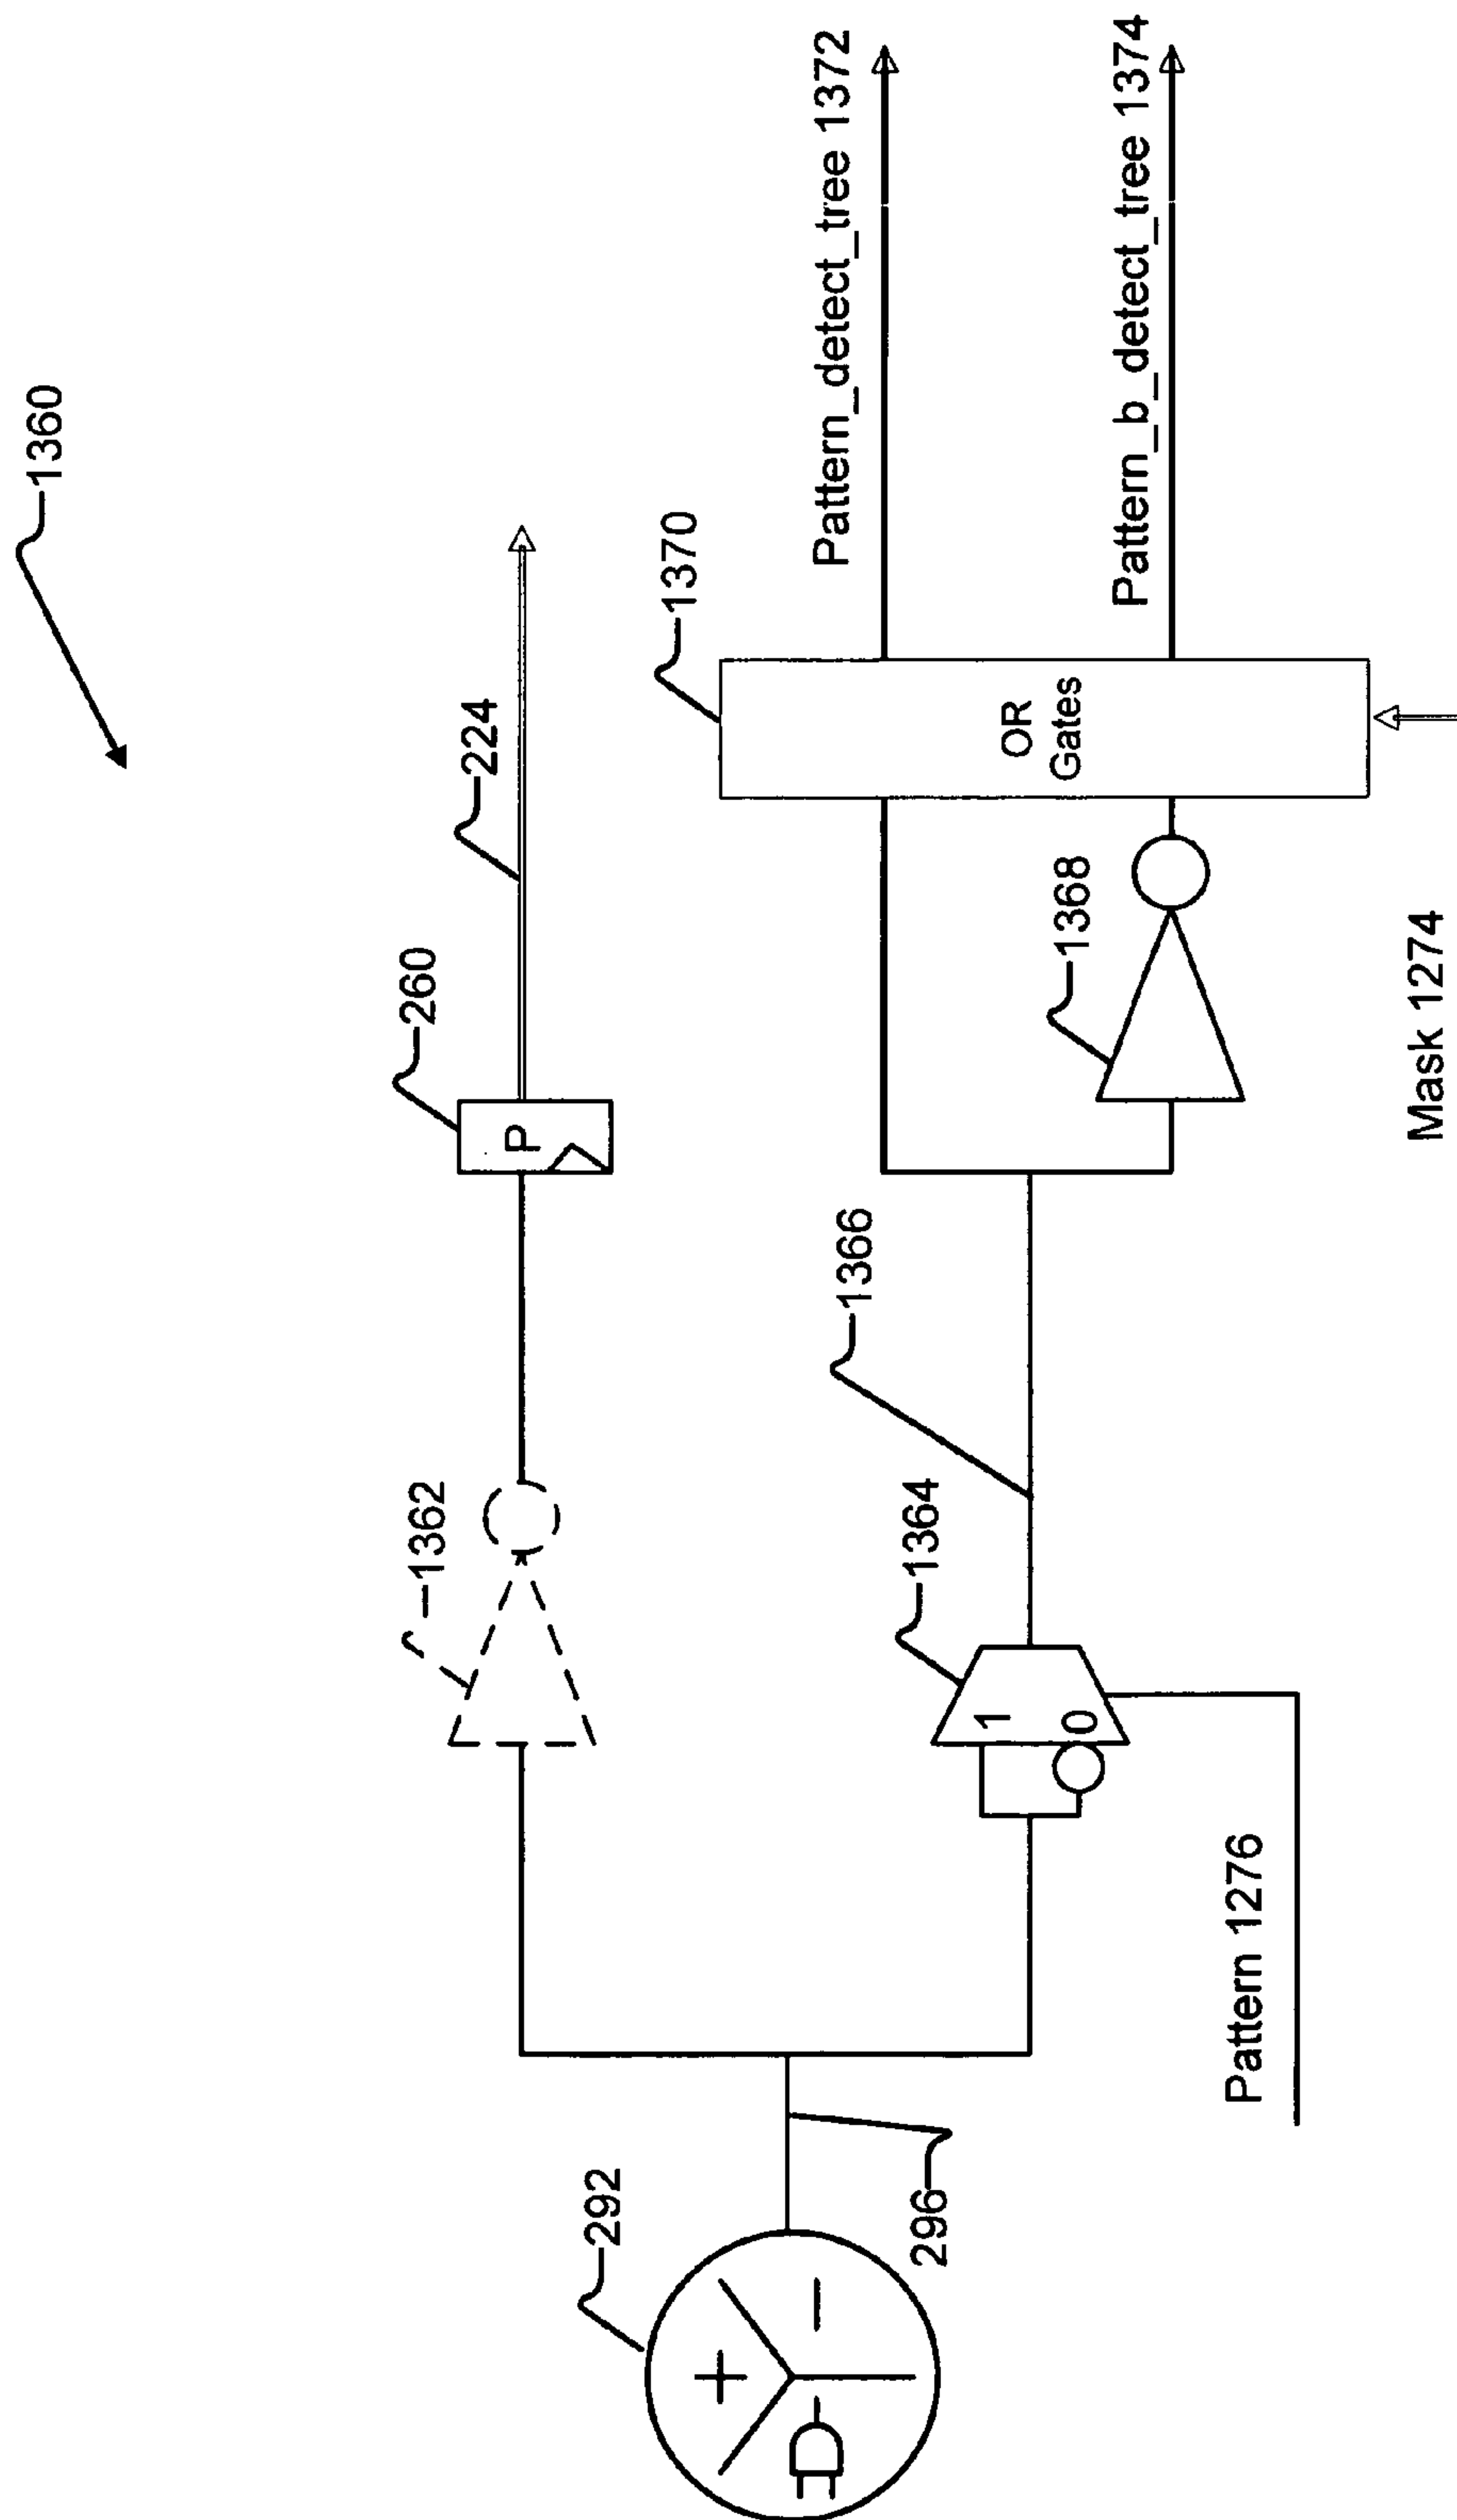 1360
224
260
1362
Pattern_detect_tree 1372
1370
P
OR
Gates
1366
1364
1368
Pattern_b_detect_tree 1374
1
0
292
296
Pattern 1276
Mask 1274